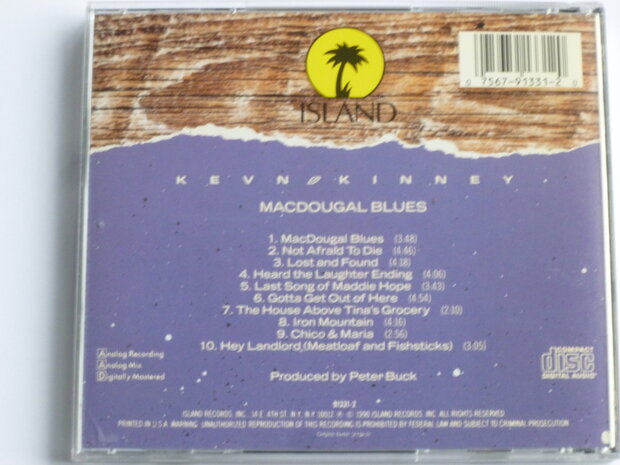 ISLAND
0 7567-91331-2 0
KEVN KINNEY
MACDOUGAL BLUES
1. MacDougal Blues (3:48)
2. Not Afraid To Die (4:46)
3. Lost and Found (4:18)
4. Heard the Laughter Ending (4:06)
5. Last Song of Maddie Hope (3:43)
6. Gotta Get Out of Here (4:54)
7. The House Above Tina's Grocery (2:10)
8. Iron Mountain (4:16)
9. Chico & Maria (2:56)
10. Hey Landlord (Meatloaf and Fishsticks) (3:05)
Analog Recording
Analog Mix
Digitally Mastered
COMPACT
disc
DIGITAL AUDIO
Produced by Peter Buck
91331-2
ISLAND RECORDS, INC. 14 E. 4TH ST. N.Y., N.Y. 10012 ℗ © 1990 ISLAND RECORDS, INC. ALL RIGHTS RESERVED
PRINTED IN U.S.A. WARNING: UNAUTHORIZED REPRODUCTION OF THIS RECORDING IS PROHIBITED BY FEDERAL LAW AND SUBJECT TO CRIMINAL PROSECUTION